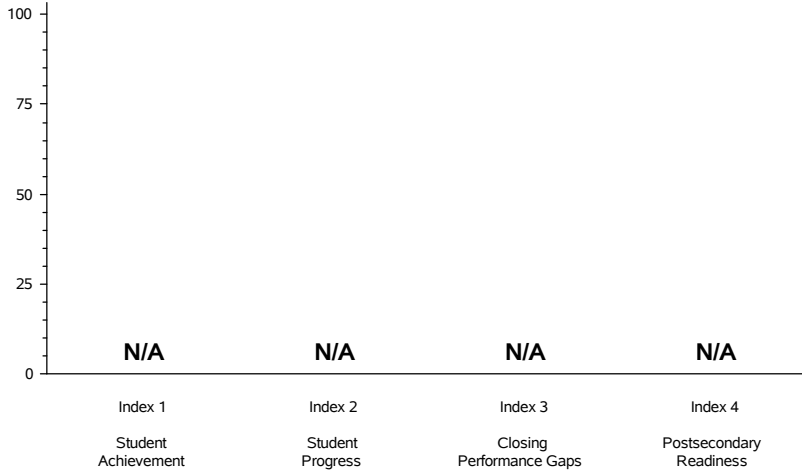 100
75
50
25
0
N/A N/A N/A N/A
Index 1 Index 2 Index 3 Index 4
Student Student Closing Postsecondary
Achievement Progress Performance Gaps Readiness